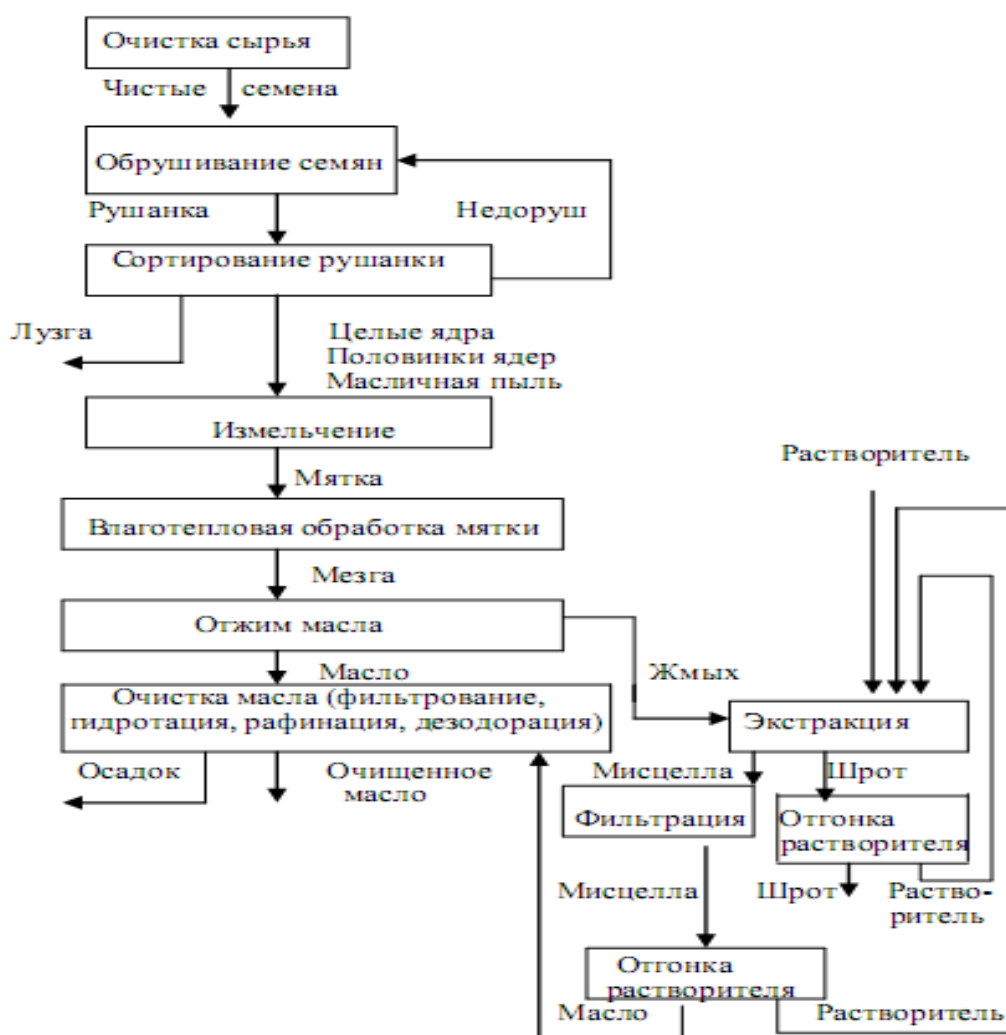 Очистка сырья
Чистые семена
Обрушивание семян
Рушанка
Недоруш
Сортирование рушанки
Лузга
Целые ядра
Половинки ядер
Масличная пыль
Измельчение
Мятка
Растворитель
Влаготепловая обработка мятки
Мезга
Отжим масла
Масло
Жмых
Очистка масла (фильтрование,
гидротация, рафинация, дезодорация)
Экстракция
Осадок
Очищенное
масло
Мисцелла
Шрот
Фильтрация
Отгонка
растворителя
Мисцелла
Шрот
Раство-
ритель
Отгонка
растворителя
Масло
Растворитель